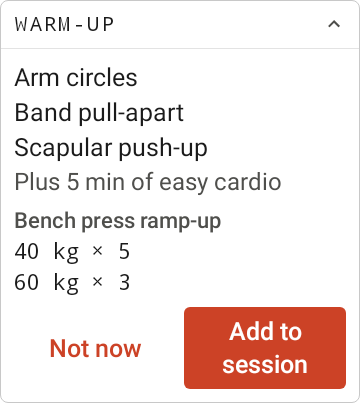 WARM-UP
Arm circles
Band pull-apart
Scapular push-up
Plus 5 min of easy cardio
Bench press ramp-up
40 kg × 5
60 kg × 3
Not now
Add to
session